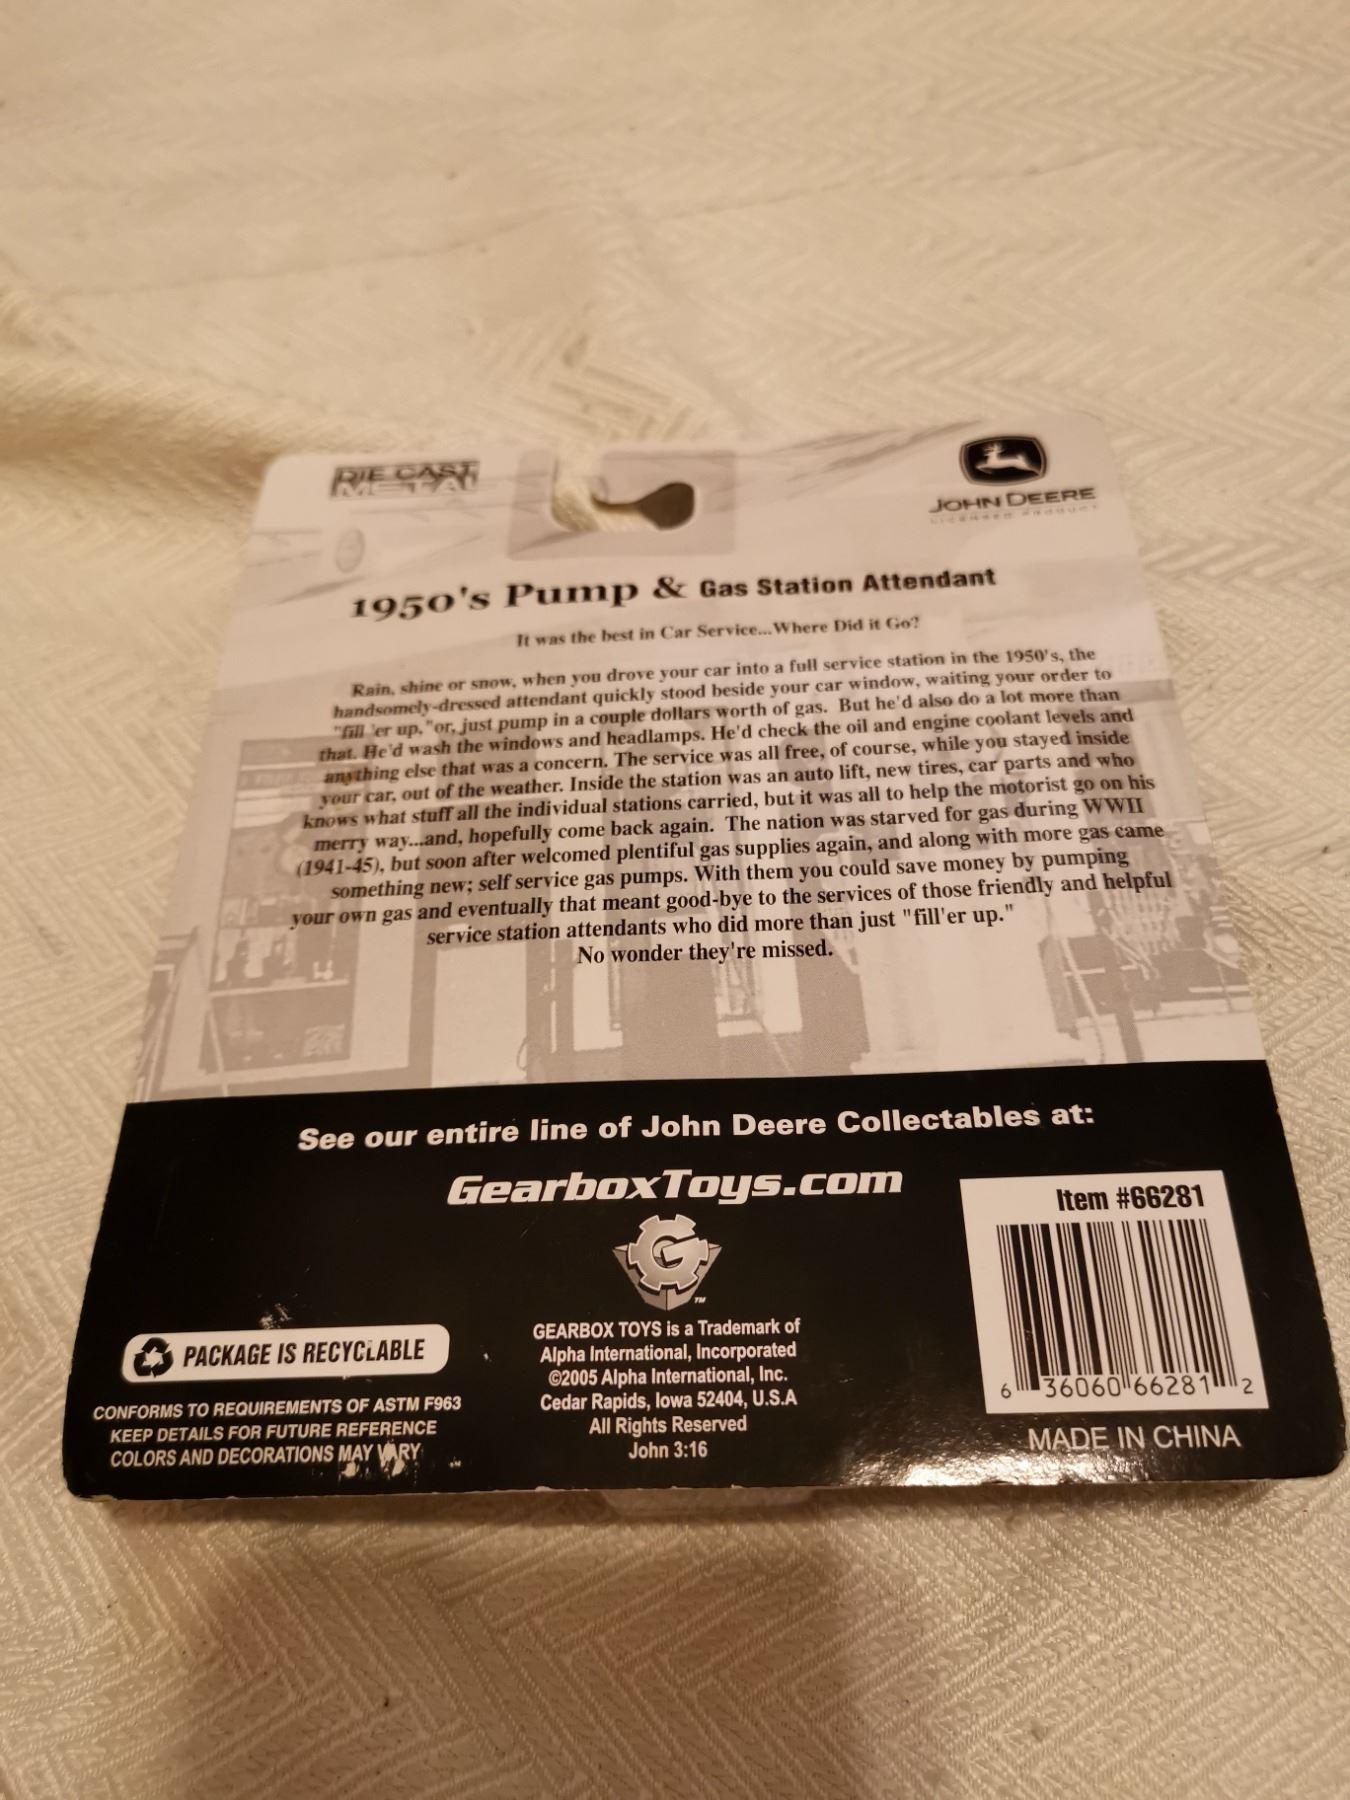 DIE CAST
METAL
JOHN DEERE
LICENSED PRODUCT
1950's Pump & Gas Station Attendant
It was the best in Car Service...Where Did it Go?
Rain, shine or snow, when you drove your car into a full service station in the 1950's, the
handsomely-dressed attendant quickly stood beside your car window, waiting your order to
"fill 'er up,"or, just pump in a couple dollars worth of gas. But he'd also do a lot more than
that. He'd wash the windows and headlamps. He'd check the oil and engine coolant levels and
anything else that was a concern. The service was all free, of course, while you stayed inside
your car, out of the weather. Inside the station was an auto lift, new tires, car parts and who
knows what stuff all the individual stations carried, but it was all to help the motorist go on his
merry way...and, hopefully come back again. The nation was starved for gas during WWII
(1941-45), but soon after welcomed plentiful gas supplies again, and along with more gas came
something new; self service gas pumps. With them you could save money by pumping
your own gas and eventually that meant good-bye to the services of those friendly and helpful
service station attendants who did more than just "fill'er up."
No wonder they're missed.
See our entire line of John Deere Collectables at:
GearboxToys.com
Item #66281
G
TM
PACKAGE IS RECYCLABLE
CONFORMS TO REQUIREMENTS OF ASTM F963
KEEP DETAILS FOR FUTURE REFERENCE
COLORS AND DECORATIONS MAY VARY
GEARBOX TOYS is a Trademark of
Alpha International, Incorporated
©2005 Alpha International, Inc.
Cedar Rapids, Iowa 52404, U.S.A
All Rights Reserved
John 3:16
6 36060 66281 2
MADE IN CHINA